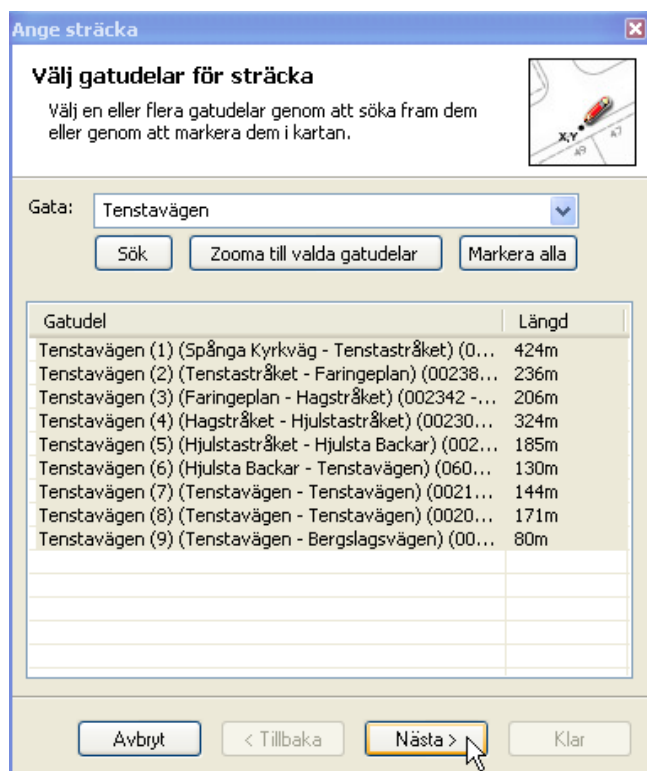 Ange sträcka
Välj gatudelar för sträcka
Välj en eller flera gatudelar genom att söka fram dem
eller genom att markera dem i kartan.
X,Y
A9
A7
Gata: Tenstavägen
Sök Zooma till valda gatudelar Markera alla
Gatudel Längd
Tenstavägen (1) (Spånga Kyrkväg - Tenstastråket) (0... 424m
Tenstavägen (2) (Tenstastråket - Faringeplan) (00238... 236m
Tenstavägen (3) (Faringeplan - Hagstråket) (002342 -... 206m
Tenstavägen (4) (Hagstråket - Hjulstastråket) (00230... 324m
Tenstavägen (5) (Hjulstastråket - Hjulsta Backar) (002... 185m
Tenstavägen (6) (Hjulsta Backar - Tenstavägen) (060... 130m
Tenstavägen (7) (Tenstavägen - Tenstavägen) (0021... 144m
Tenstavägen (8) (Tenstavägen - Tenstavägen) (0020... 171m
Tenstavägen (9) (Tenstavägen - Bergslagsvägen) (00... 80m
Avbryt < Tillbaka Nästa > Klar